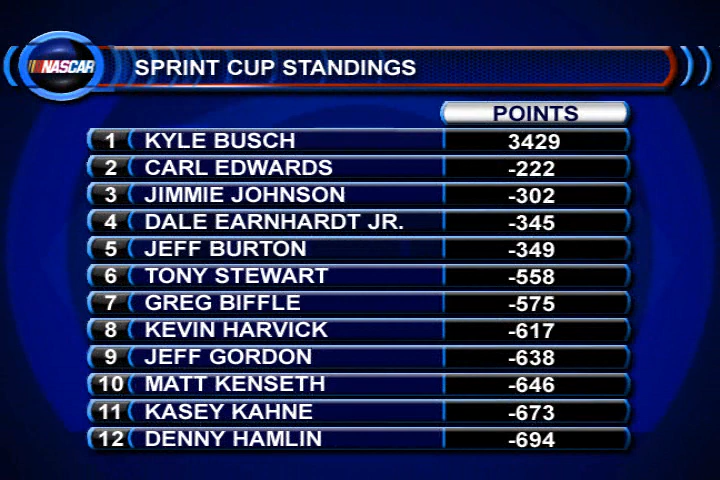 NASCAR
SPRINT CUP STANDINGS
POINTS
1 KYLE BUSCH 3429
2 CARL EDWARDS -222
3 JIMMIE JOHNSON -302
4 DALE EARNHARDT JR. -345
5 JEFF BURTON -349
6 TONY STEWART -558
7 GREG BIFFLE -575
8 KEVIN HARVICK -617
9 JEFF GORDON -638
10 MATT KENSETH -646
11 KASEY KAHNE -673
12 DENNY HAMLIN -694